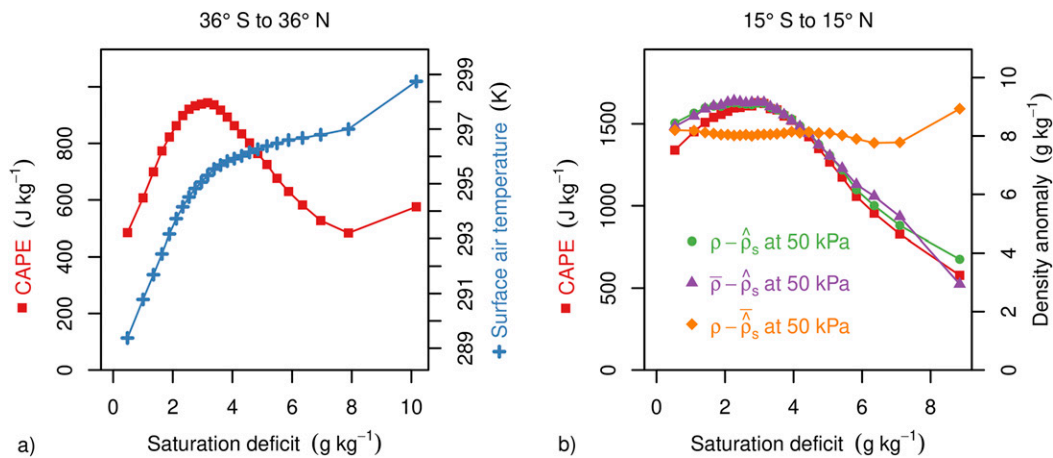 36° S to 36° N
15° S to 15° N
CAPE (J kg⁻¹)
0 200 400 600 800
289 291 293 295 297 299
Surface air temperature (K)
0 2 4 6 8 10
a) Saturation deficit (g kg⁻¹)
CAPE (J kg⁻¹)
0 500 1000 1500
ρ − ρ̂ₛ at 50 kPa
ρ̅ − ρ̂ₛ at 50 kPa
ρ − ρ̂̅ₛ at 50 kPa
0 2 4 6 8 10
Density anomaly (g kg⁻¹)
0 2 4 6 8
b) Saturation deficit (g kg⁻¹)